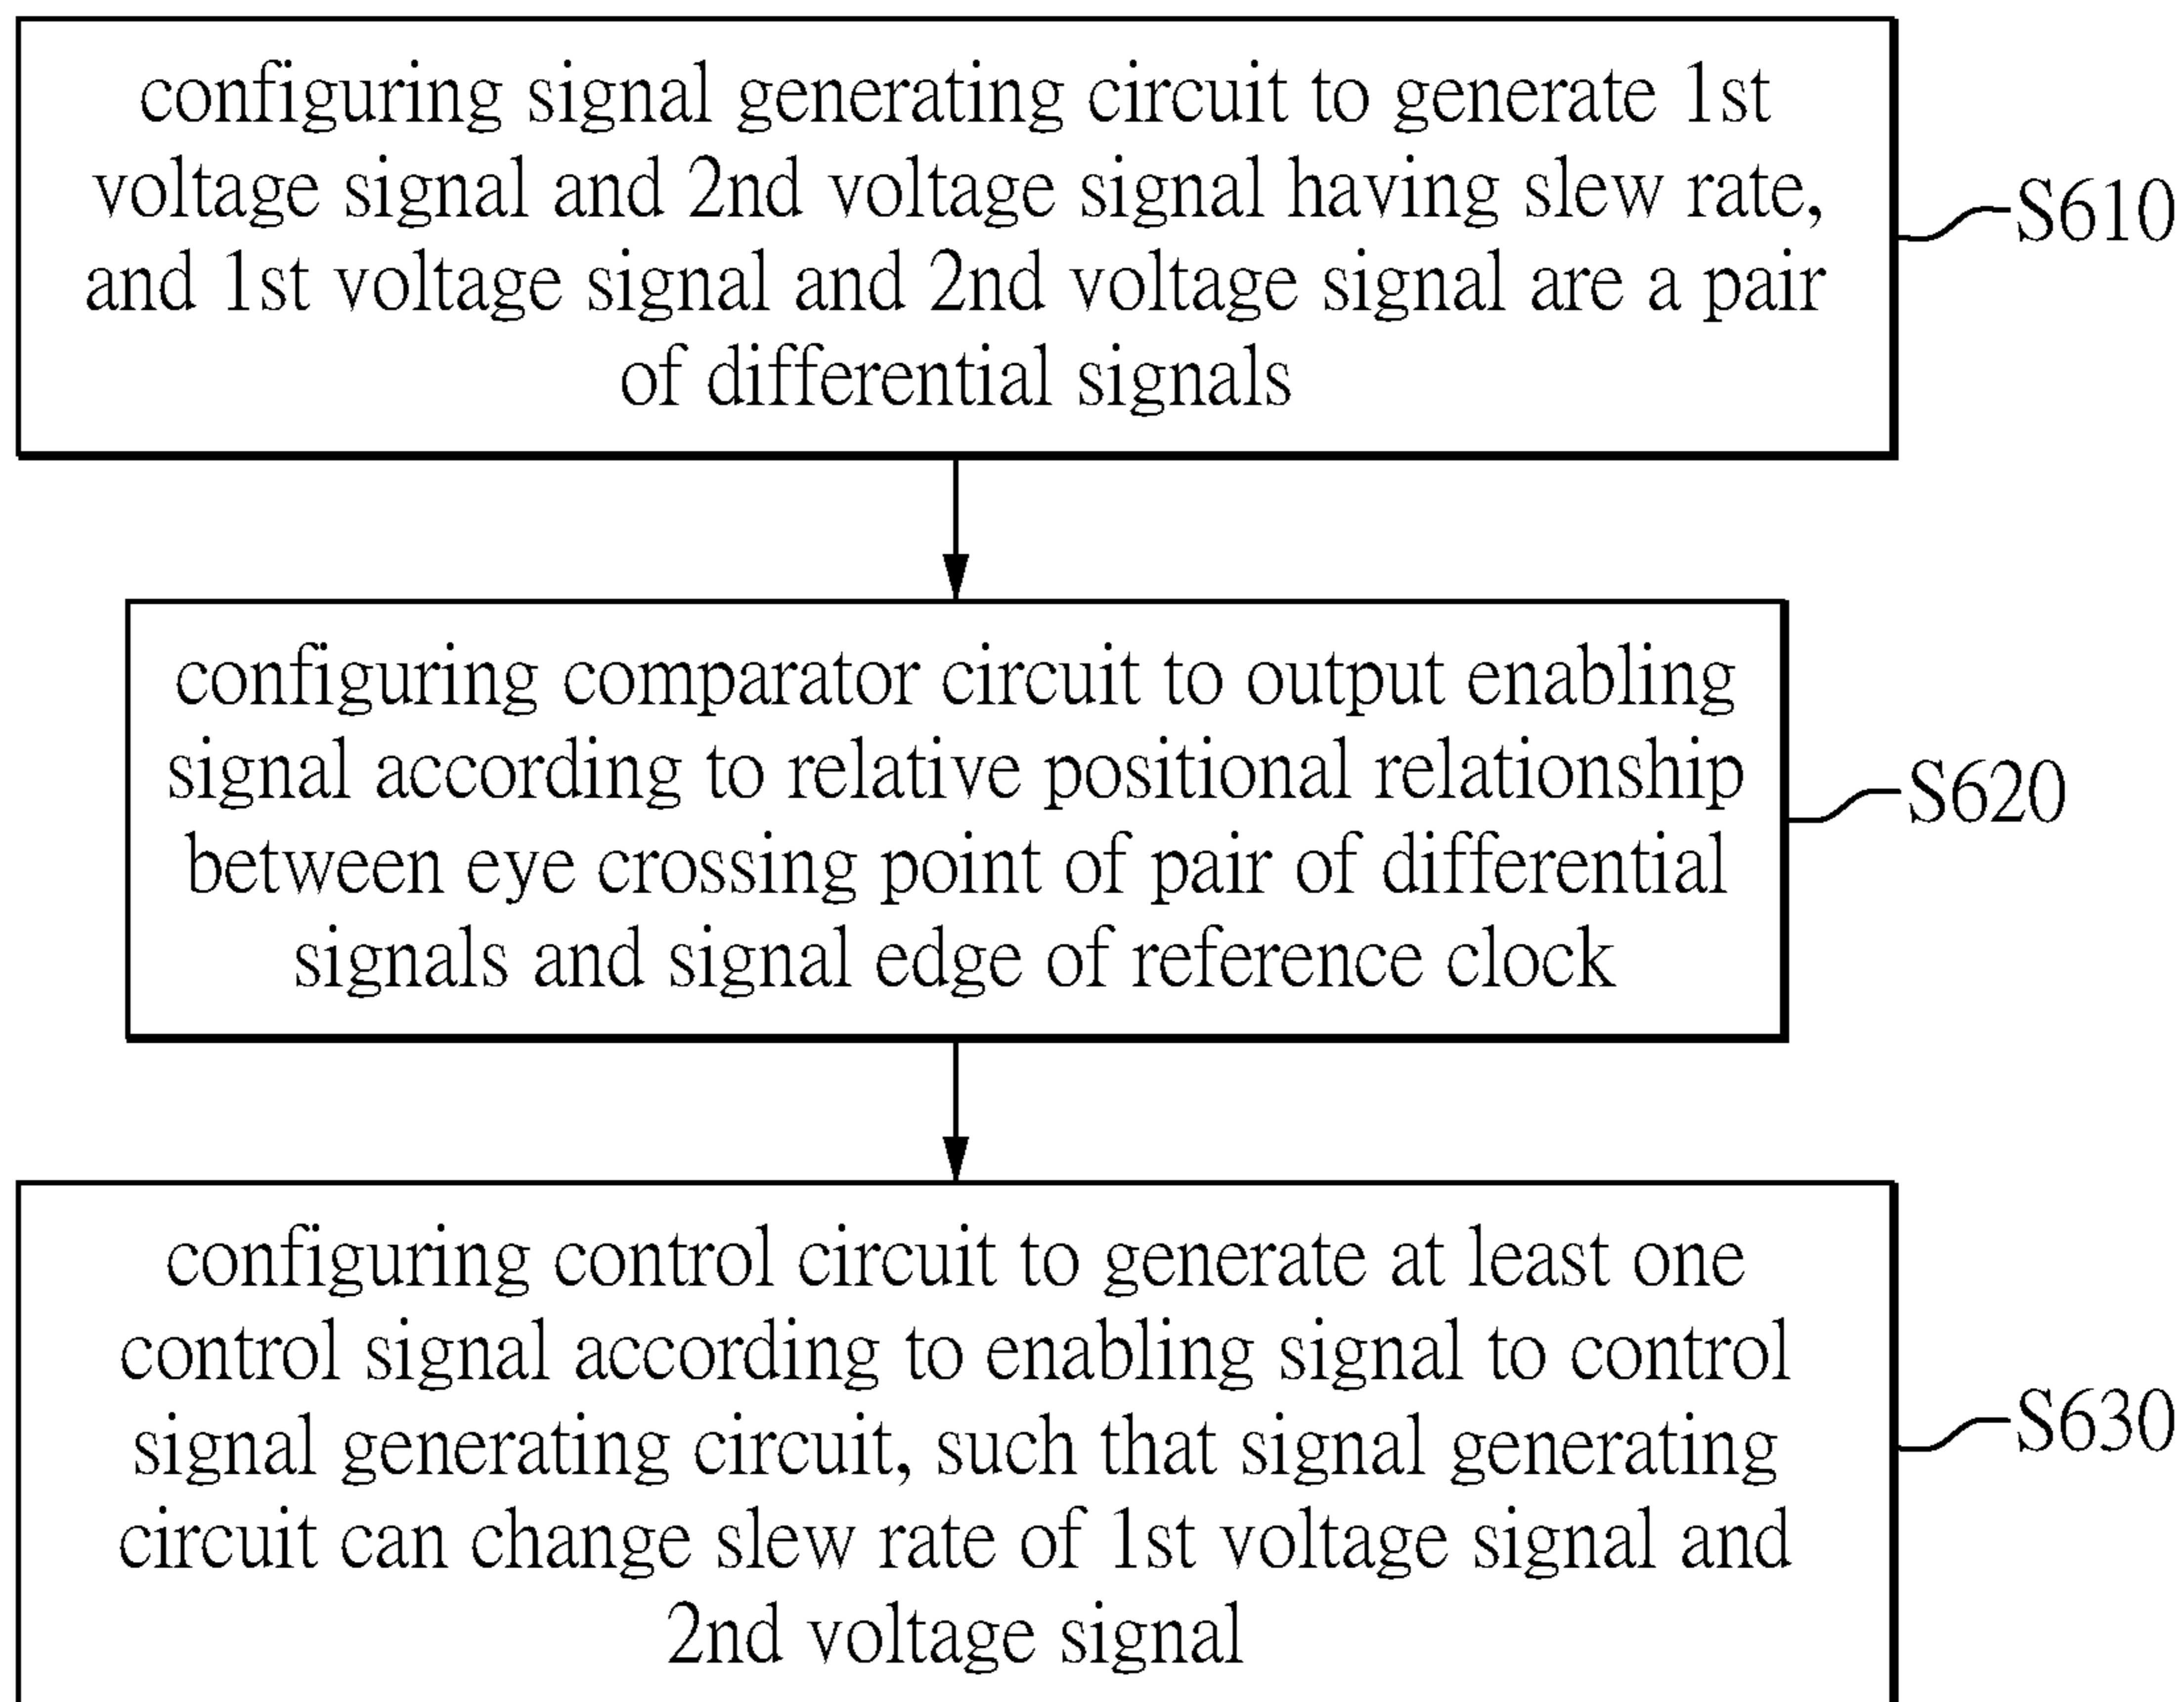 configuring signal generating circuit to generate 1st
voltage signal and 2nd voltage signal having slew rate,
and 1st voltage signal and 2nd voltage signal are a pair
of differential signals
S610
configuring comparator circuit to output enabling
signal according to relative positional relationship
between eye crossing point of pair of differential
signals and signal edge of reference clock
S620
configuring control circuit to generate at least one
control signal according to enabling signal to control
signal generating circuit, such that signal generating
circuit can change slew rate of 1st voltage signal and
2nd voltage signal
S630